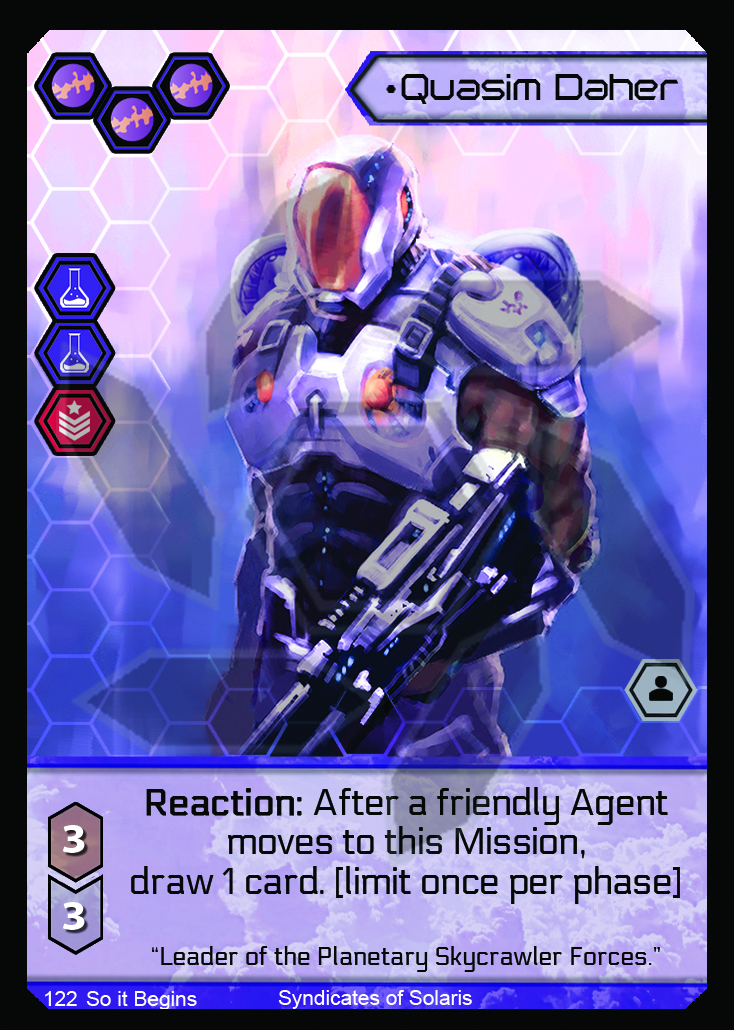 •Quasim Daher
Reaction: After a friendly Agent
moves to this Mission,
draw 1 card. [limit once per phase]
3
3
“Leader of the Planetary Skycrawler Forces.”
122 So it Begins Syndicates of Solaris